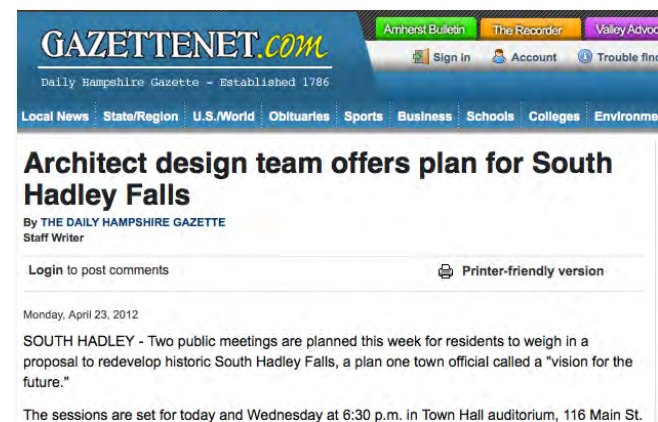 Amherst Bulletin The Recorder Valley Advoc
GAZETTENET.com
Sign In Account Trouble find
Daily Hampshire Gazette - Established 1786
Local News State/Region U.S./World Obituaries Sports Business Schools Colleges Environme
Architect design team offers plan for South
Hadley Falls
By THE DAILY HAMPSHIRE GAZETTE
Staff Writer
Login to post comments Printer-friendly version
Monday, April 23, 2012
SOUTH HADLEY - Two public meetings are planned this week for residents to weigh in a
proposal to redevelop historic South Hadley Falls, a plan one town official called a "vision for the
future."
The sessions are set for today and Wednesday at 6:30 p.m. in Town Hall auditorium, 116 Main St.